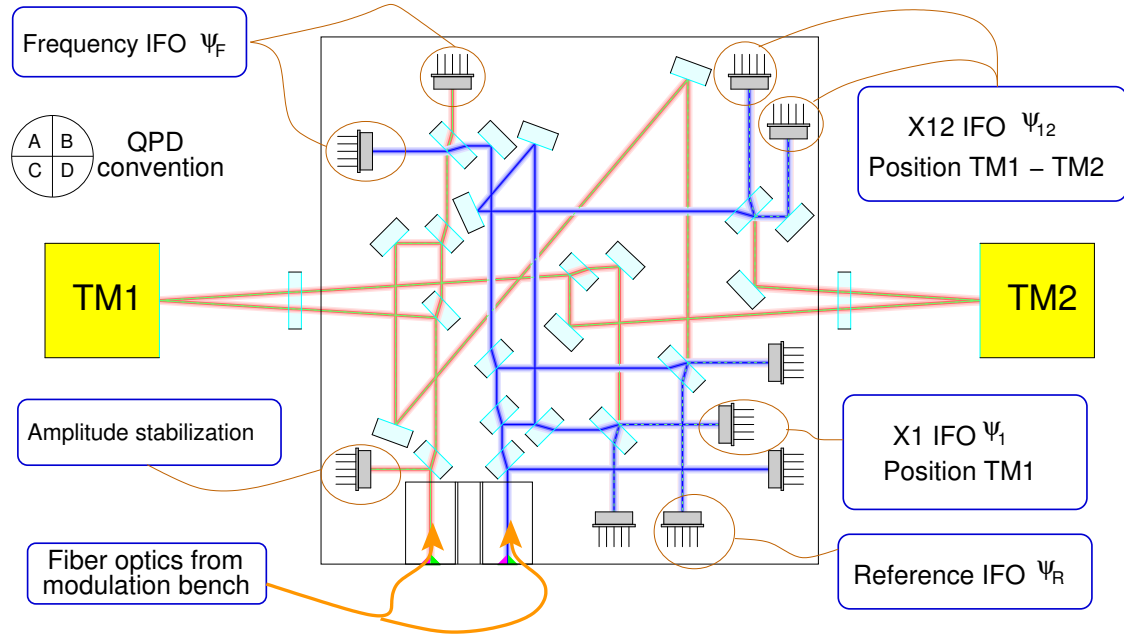 Frequency IFO ψF
A B
C D
QPD
convention
X12 IFO ψ12
Position TM1 − TM2
TM1
TM2
Amplitude stabilization
X1 IFO ψ1
Position TM1
Fiber optics from
modulation bench
Reference IFO ψR